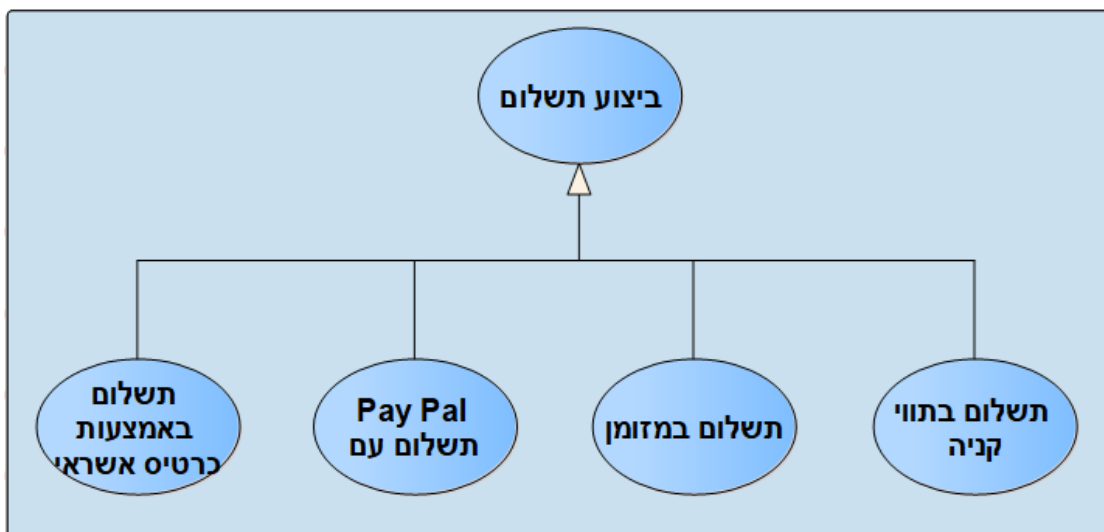 ביצוע תשלום
תשלום בתווי
קניה
תשלום במזומן
Pay Pal
תשלום עם
תשלום
באמצעות
כרטיס אשראי